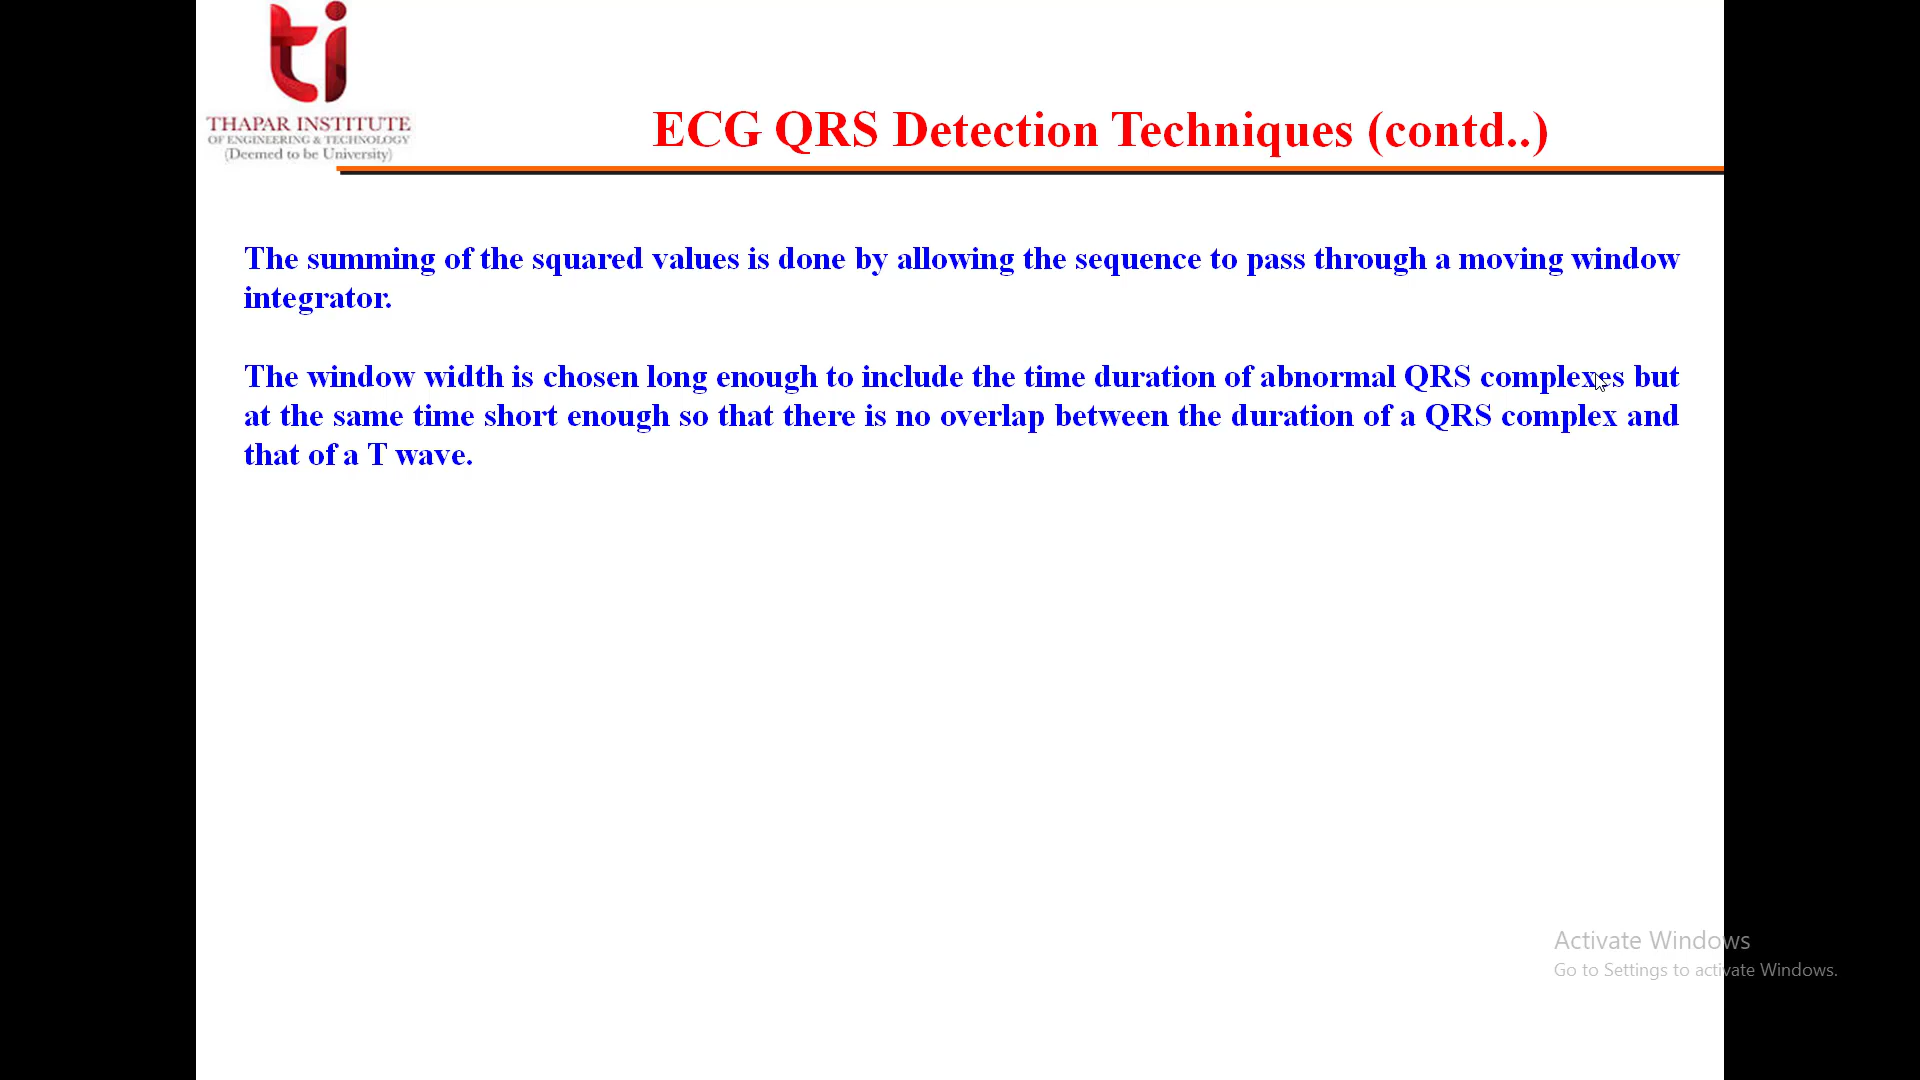 ti
THAPAR INSTITUTE
OF ENGINEERING & TECHNOLOGY
(Deemed to be University)
ECG QRS Detection Techniques (contd..)
The summing of the squared values is done by allowing the sequence to pass through a moving window
integrator.
The window width is chosen long enough to include the time duration of abnormal QRS complexes but
at the same time short enough so that there is no overlap between the duration of a QRS complex and
that of a T wave.
Activate Windows
Go to Settings to activate Windows.